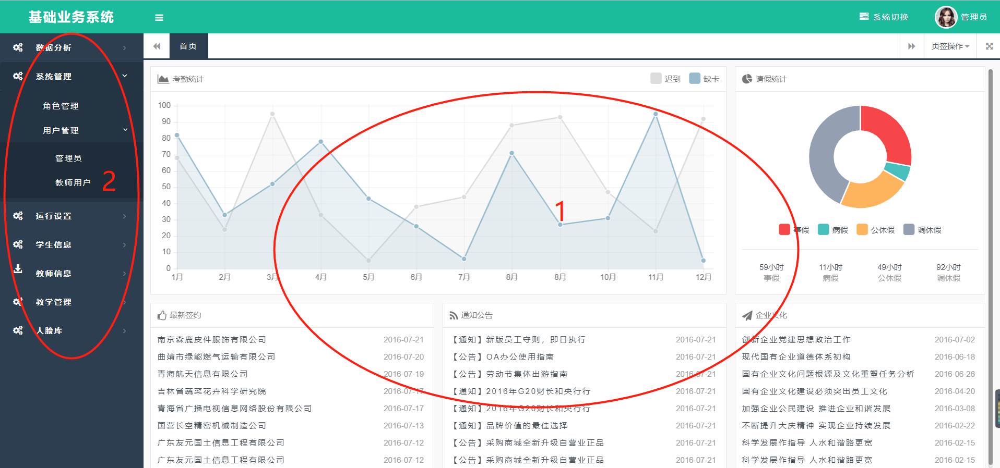 基础业务系统
系统切换
管理员
数据分析
系统管理
角色管理
用户管理
管理员
教师用户
2
运行设置
学生信息
教师信息
教学管理
人脸库
首页
页签操作
考勤统计
迟到 缺卡
100
90
80
70
60
50
40
30
20
10
0
1月 2月 3月 4月 5月 6月 7月 8月 8月 10月 11月 12月
1
请假统计
事假 病假 公休假 调休假
59小时 11小时 49小时 92小时
事假 病假 公休假 调休假
最新签约
南京森鹿皮件服饰有限公司 2016-07-21
曲靖市绿能燃气运输有限公司 2016-07-20
青海航天信息有限公司 2016-07-19
吉林省蔬菜花卉科学研究院 2016-07-17
青海省广播电视信息网络股份有限公司 2016-07-17
国营长空精密机械制造公司 2016-07-13
广东友元国土信息工程有限公司 2016-07-12
广东友元国土信息工程有限公司 2016-07-12
通知公告
【通知】新版员工守则，即日执行 2016-07-21
【公告】OA办公使用指南 2016-07-21
【公告】劳动节集体出游指南 2016-07-21
【通知】2016年G20财长和央行行 2016-07-21
【通知】2016年G20财长和央行行 2016-07-21
【通知】品牌价值的最佳选择 2016-07-21
【公告】采购商城全新升级自营业正品 2016-07-21
【公告】采购商城全新升级自营业正品 2016-07-21
企业文化
创新企业党建思想政治工作 2016-07-02
现代国有企业道德体系初构 2016-06-18
国有企业文化问题根源及文化重塑任务分析 2016-06-26
国有企业文化建设必须突出员工文化 2016-04-20
加强企业公民建设 推进企业和谐发展 2016-03-08
不断提升大庆精神 实现企业持续发展 2016-02-22
科学发展作指导 人水和谐路更宽 2016-02-15
科学发展作指导 人水和谐路更宽 2016-02-15